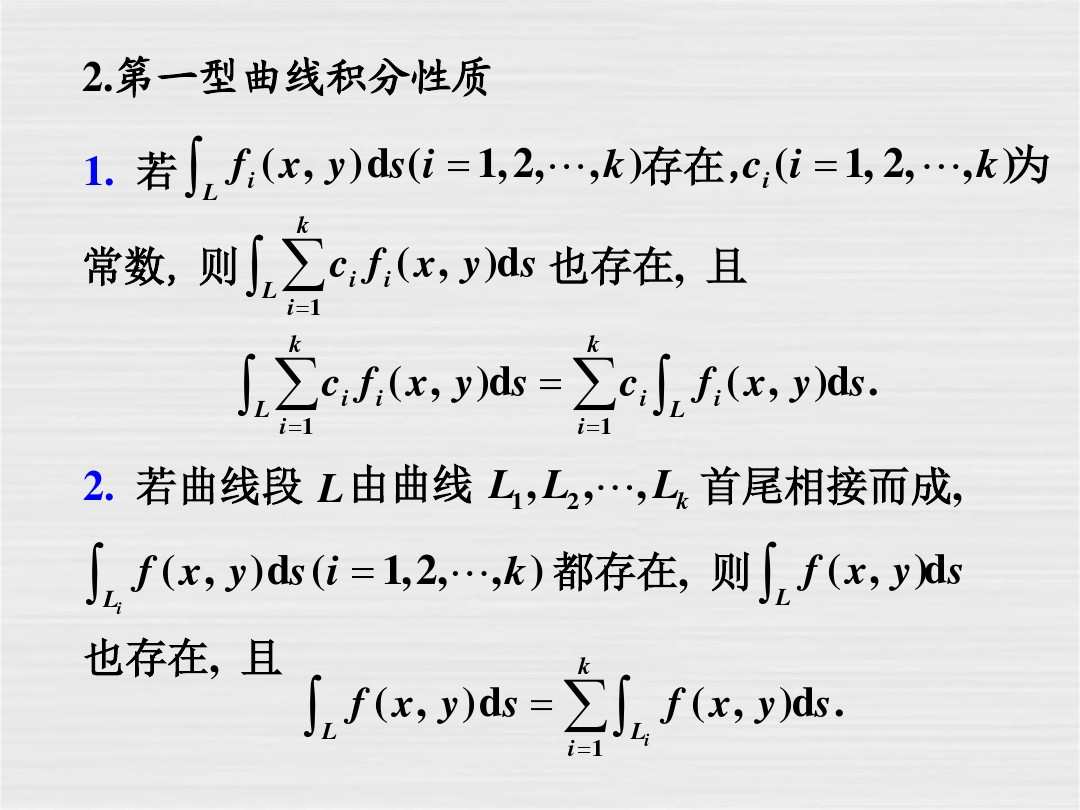 2.第一型曲线积分性质
1. 若∫_L f_i(x, y)ds(i = 1,2,⋯,k)存在,c_i(i = 1, 2, ⋯,k)为
常数, 则∫_L ∑_{i=1}^{k} c_i f_i(x, y)ds 也存在, 且
∫_L ∑_{i=1}^{k} c_i f_i(x, y)ds = ∑_{i=1}^{k} c_i ∫_L f_i(x, y)ds.
2. 若曲线段 L 由曲线 L_1,L_2,⋯,L_k 首尾相接而成,
∫_{L_i} f(x, y)ds(i = 1,2,⋯,k) 都存在, 则∫_L f(x, y)ds
也存在, 且
∫_L f(x, y)ds = ∑_{i=1}^{k} ∫_{L_i} f(x, y)ds.